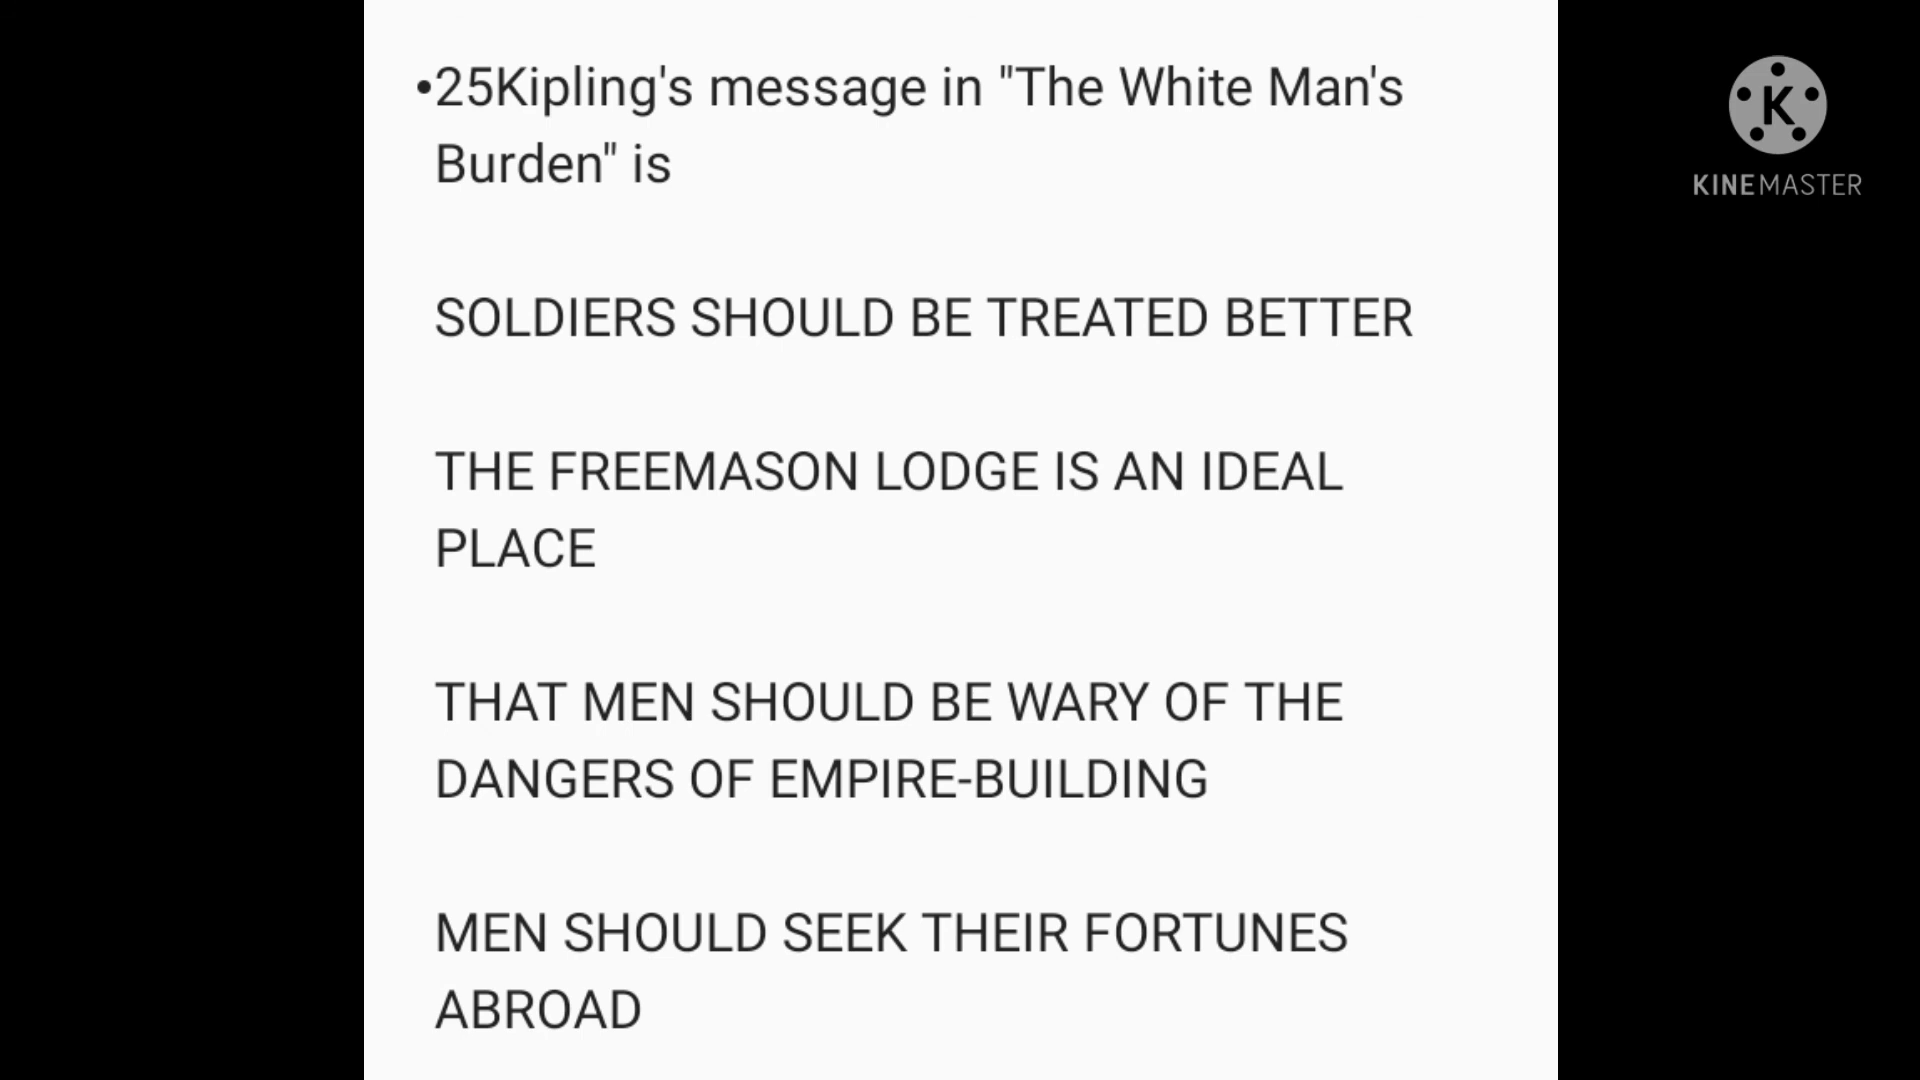 •25Kipling's message in "The White Man's
Burden" is
SOLDIERS SHOULD BE TREATED BETTER
THE FREEMASON LODGE IS AN IDEAL
PLACE
THAT MEN SHOULD BE WARY OF THE
DANGERS OF EMPIRE-BUILDING
MEN SHOULD SEEK THEIR FORTUNES
ABROAD
K
KINEMASTER